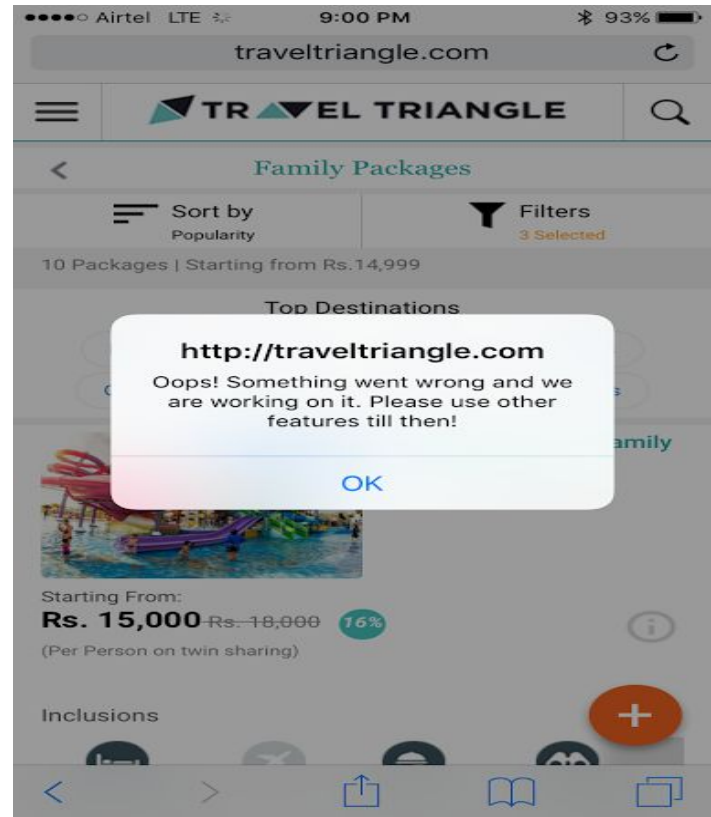 Airtel LTE 9:00 PM 93%
traveltriangle.com
TRAVEL TRIANGLE
Family Packages
Sort by Filters
Popularity 3 Selected
10 Packages | Starting from Rs.14,999
Top Destinations
http://traveltriangle.com
Oops! Something went wrong and we
are working on it. Please use other
features till then!
OK
Starting From:
Rs. 15,000 Rs. 18,000 16%
(Per Person on twin sharing)
Inclusions